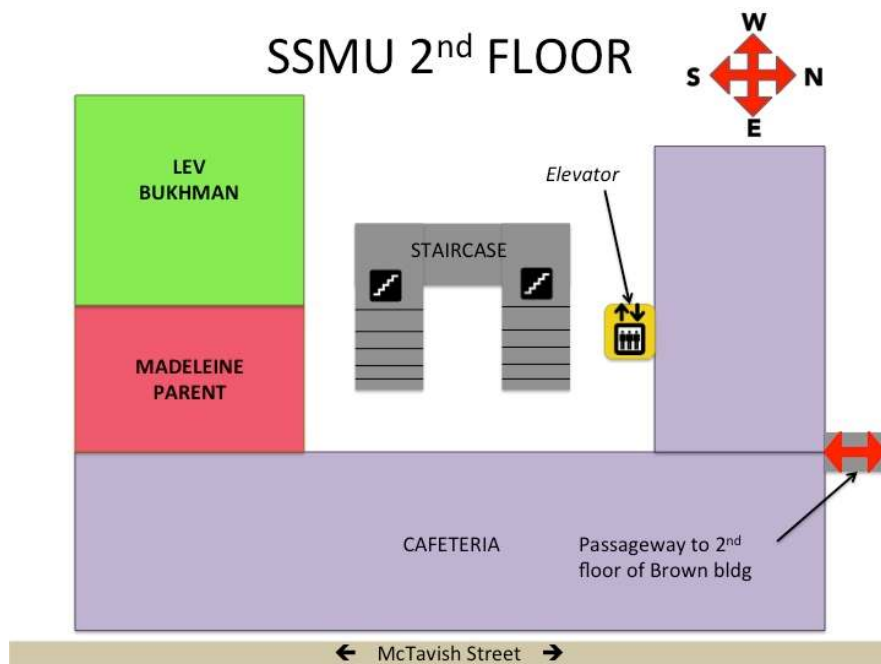 SSMU 2nd FLOOR
W
S N
E
LEV
BUKHMAN
Elevator
STAIRCASE
MADELEINE
PARENT
CAFETERIA
Passageway to 2nd
floor of Brown bldg
McTavish Street